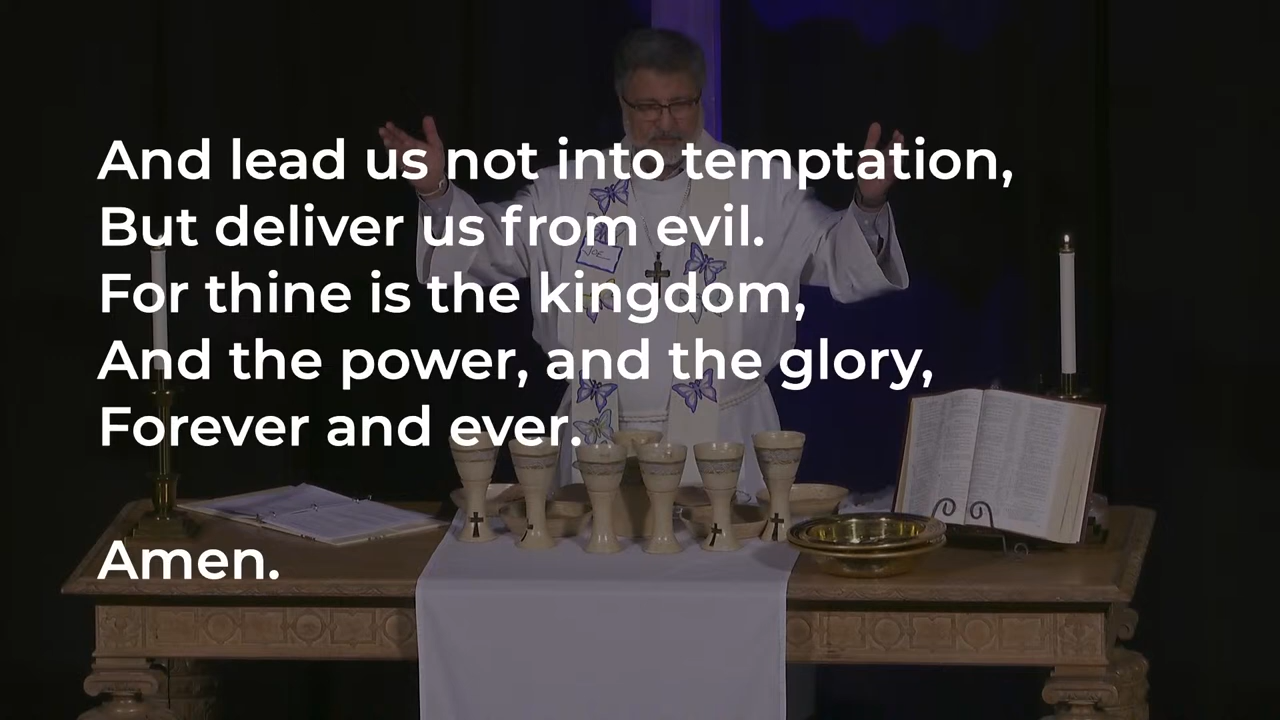 And lead us not into temptation,
But deliver us from evil.
For thine is the kingdom,
And the power, and the glory,
Forever and ever.
Amen.
JOE